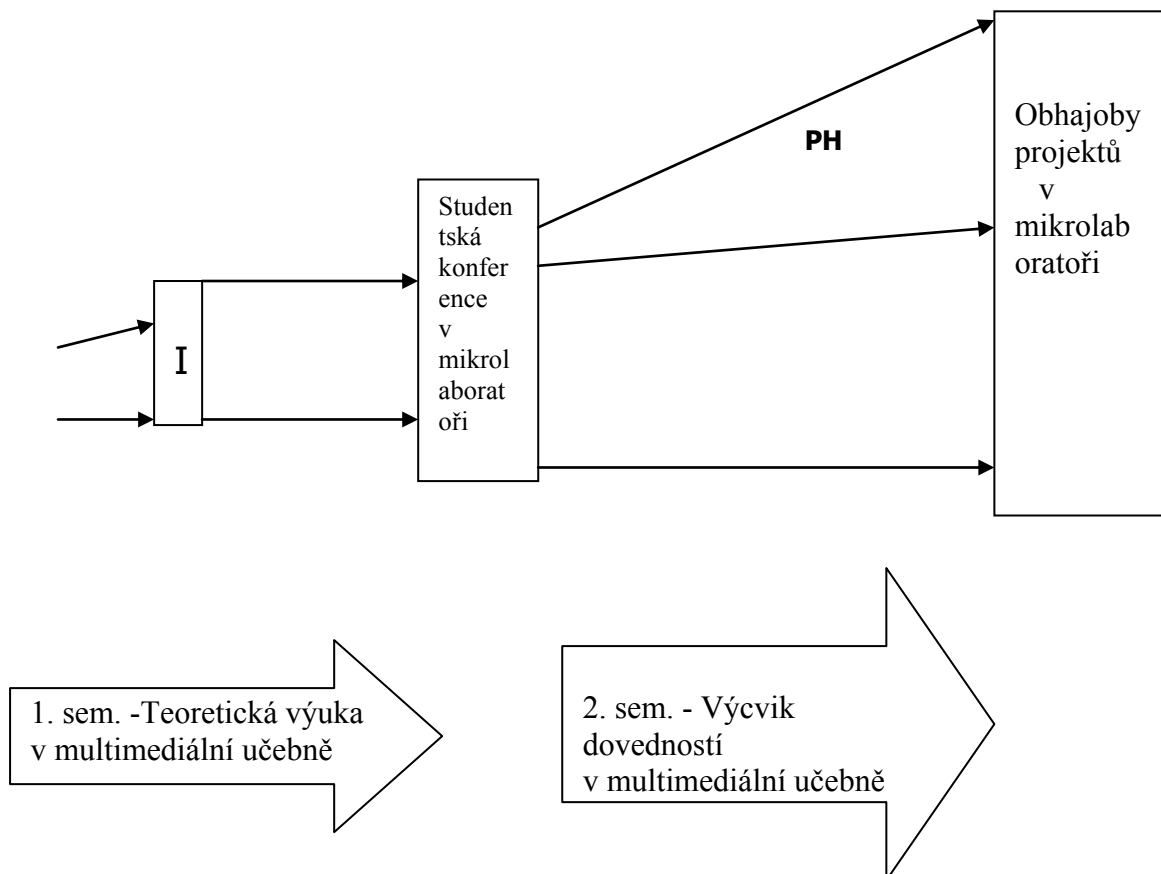 Obhajoby
projektů
v
mikrolab
oratoři
PH
Studen
tská
konfer
ence
v
mikrol
aborat
oři
I
1. sem. -Teoretická výuka
v multimediální učebně
2. sem. - Výcvik
dovedností
v multimediální učebně